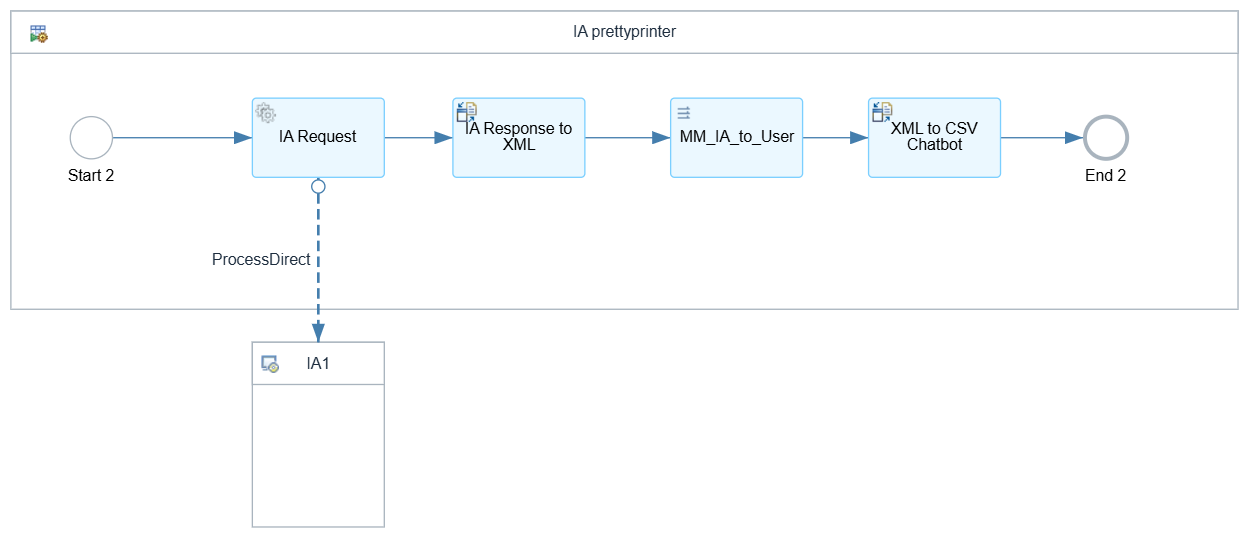 IA prettyprinter
Start 2
IA Request
IA Response to
XML
MM_IA_to_User
XML to CSV
Chatbot
End 2
ProcessDirect
IA1